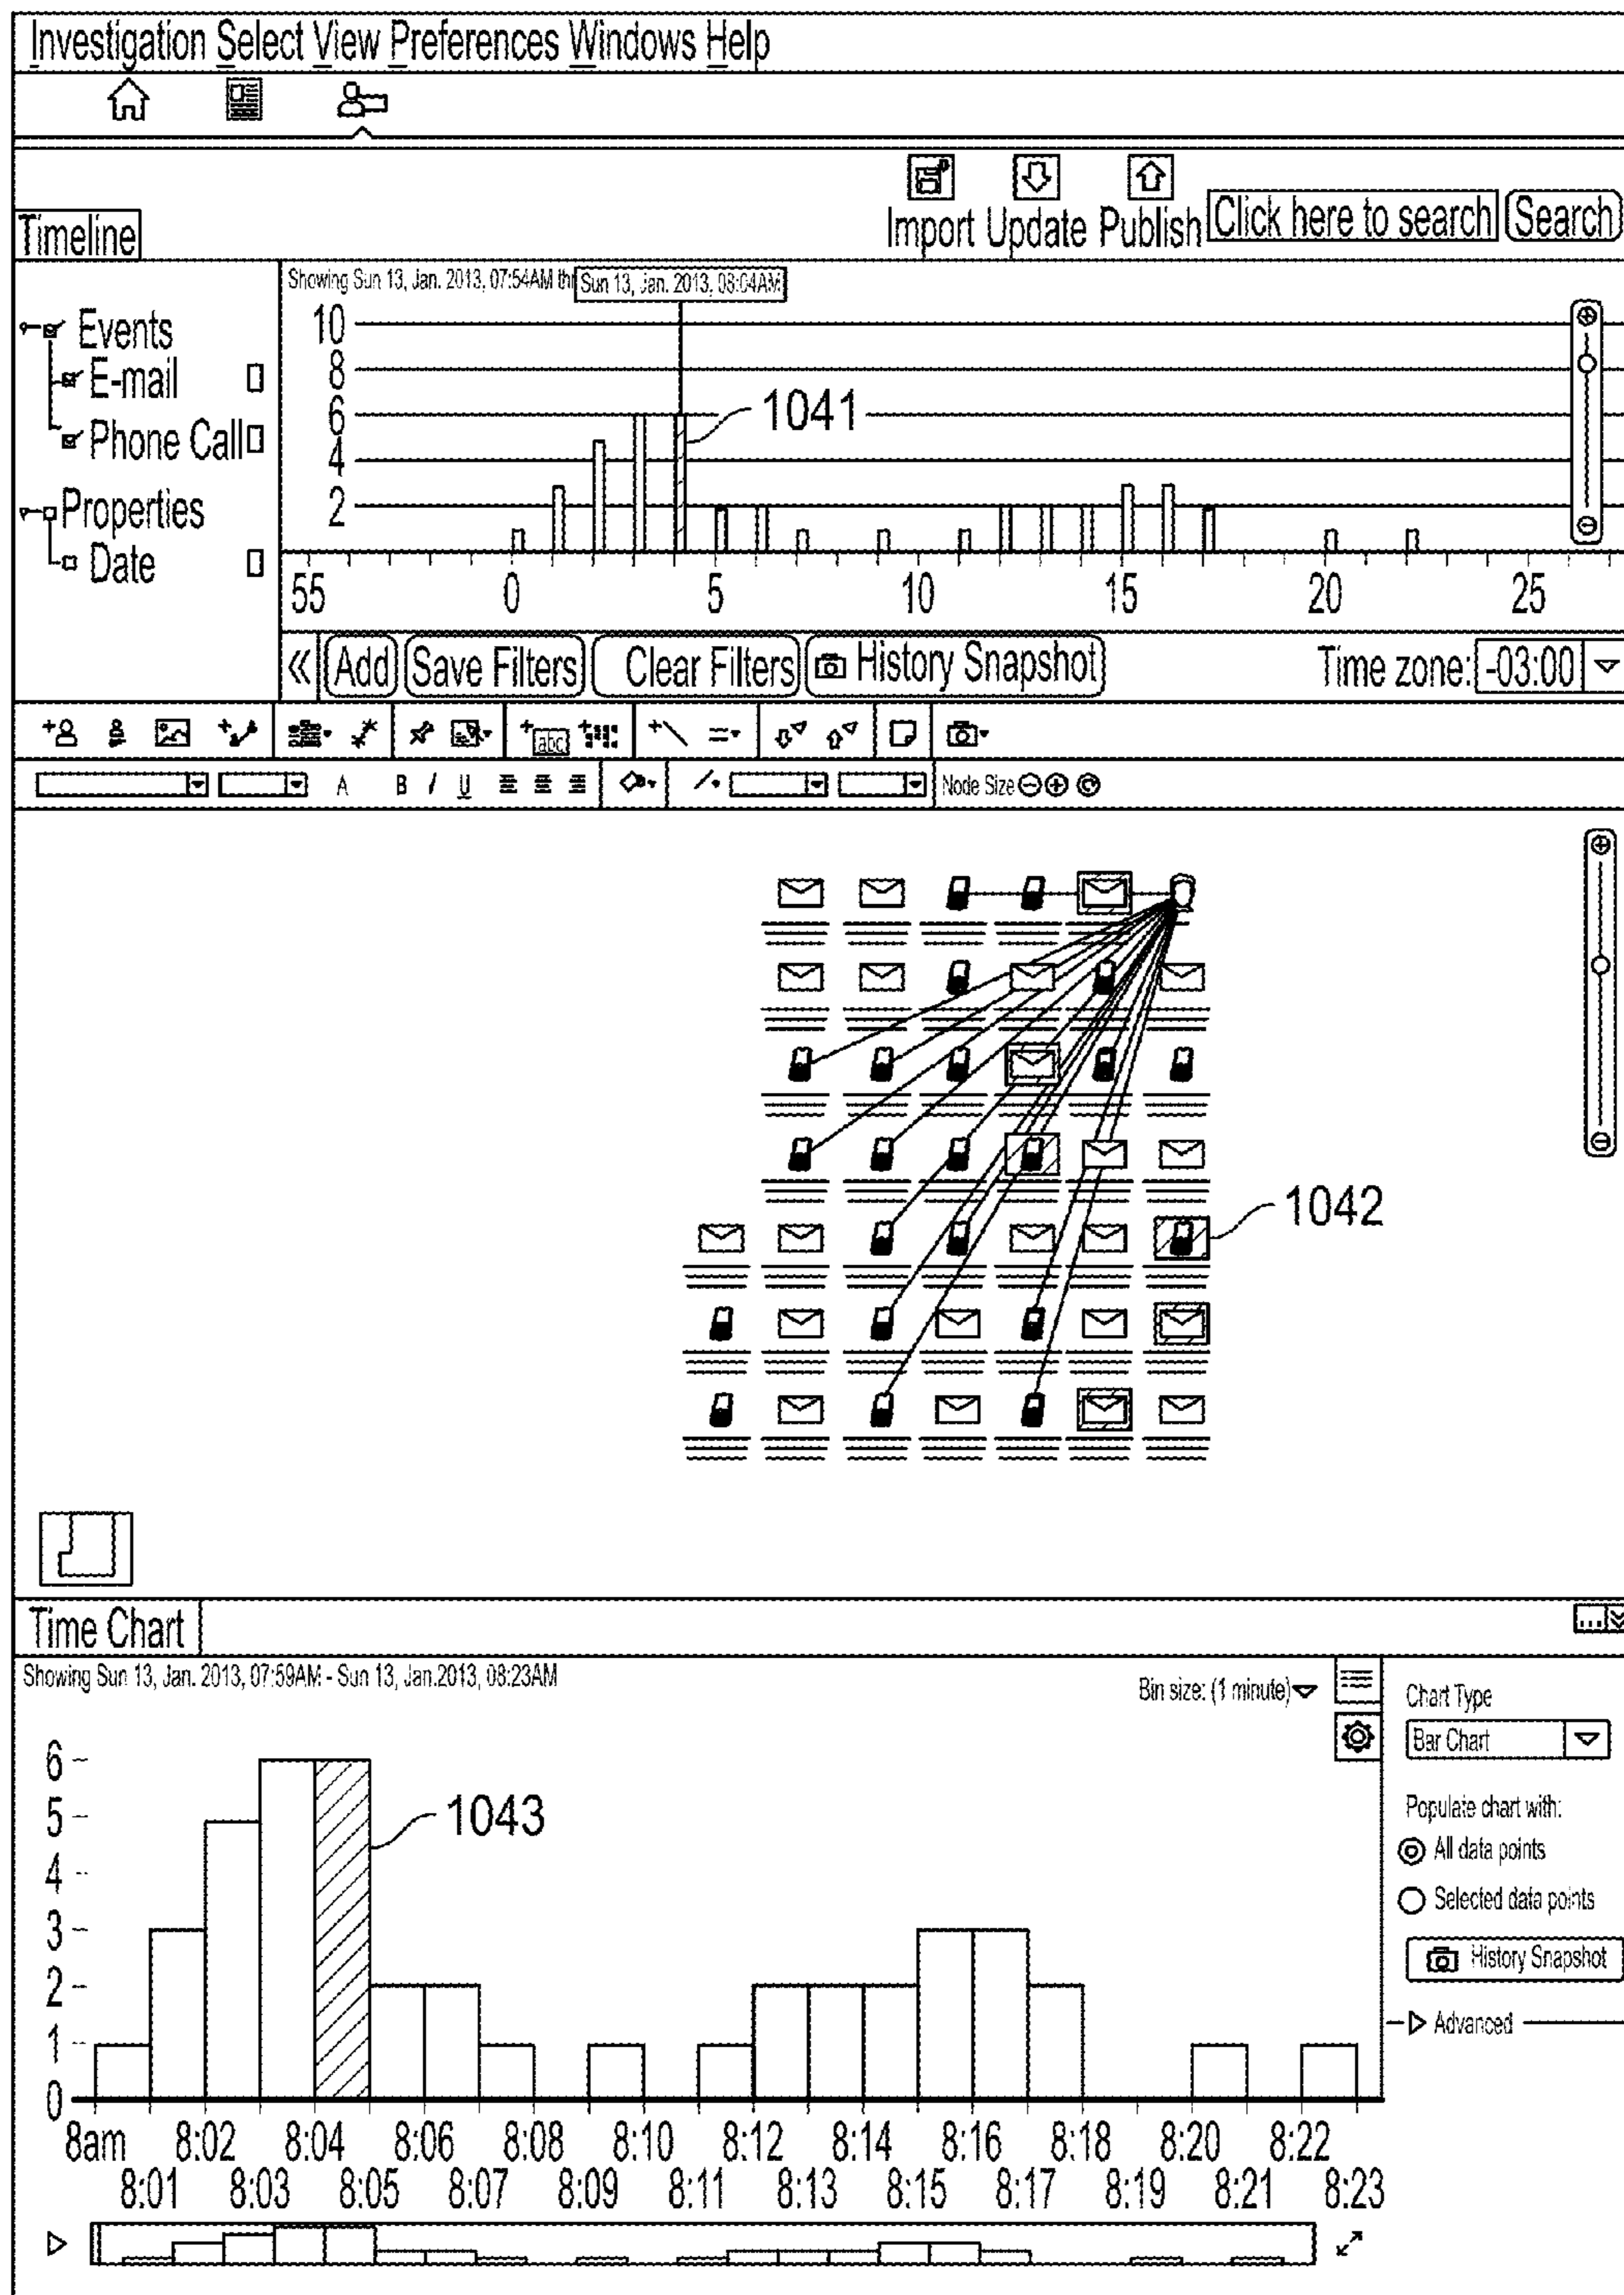 Investigation Select View Preferences Windows Help
Import Update Publish Click here to search Search
Timeline
Showing Sun 13, Jan. 2013, 07:54AM th Sun 13, Jan. 2013, 08:04AM
Events
E-mail
Phone Call
Properties
Date
10
8
6
4
2
1041
55 0 5 10 15 20 25
« Add Save Filters Clear Filters History Snapshot Time zone: -03:00
abc
A B I U Node Size
1042
Time Chart
...
Showing Sun 13, Jan. 2013, 07:59AM - Sun 13, Jan.2013, 08:23AM
Bin size: (1 minute)
Chart Type
Bar Chart
Populate chart with:
All data points
Selected data points
History Snapshot
Advanced
6
5
4
3
2
1
0
1043
8am 8:02 8:04 8:06 8:08 8:10 8:12 8:14 8:16 8:18 8:20 8:22
8:01 8:03 8:05 8:07 8:09 8:11 8:13 8:15 8:17 8:19 8:21 8:23